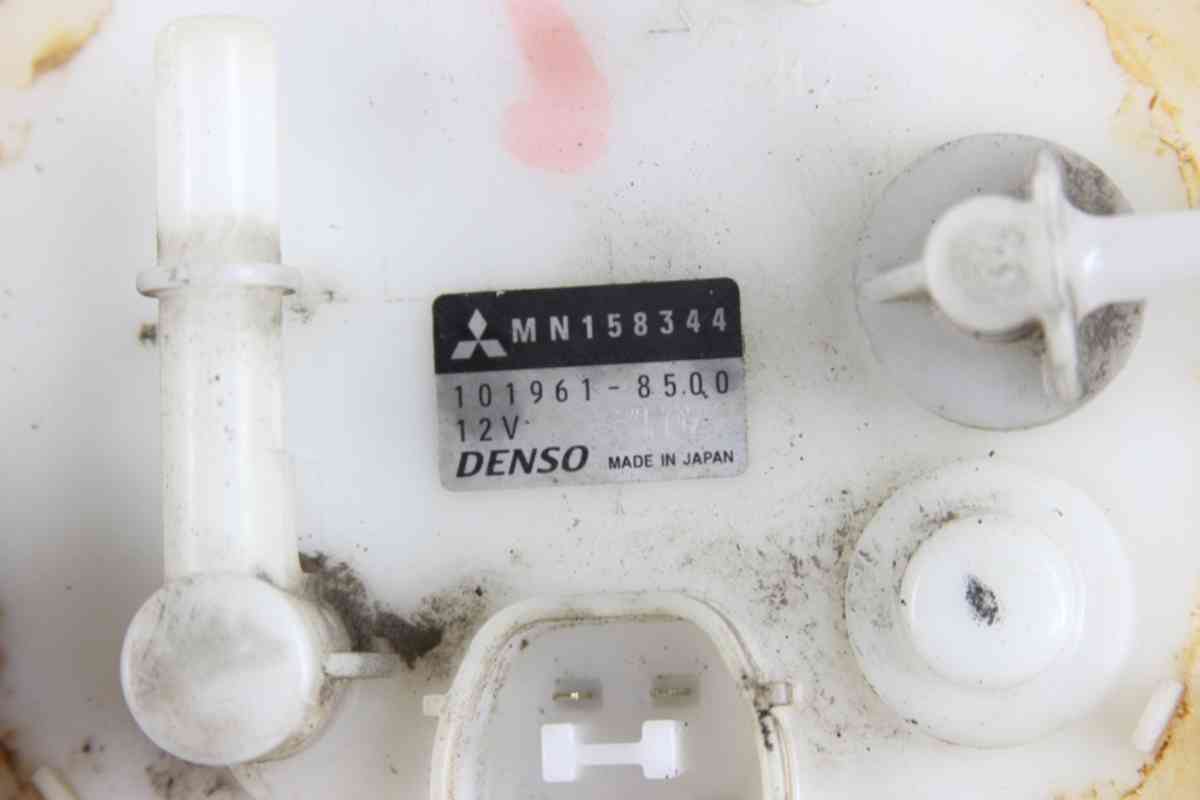 MN158344
101961-8500
12V
DENSO MADE IN JAPAN